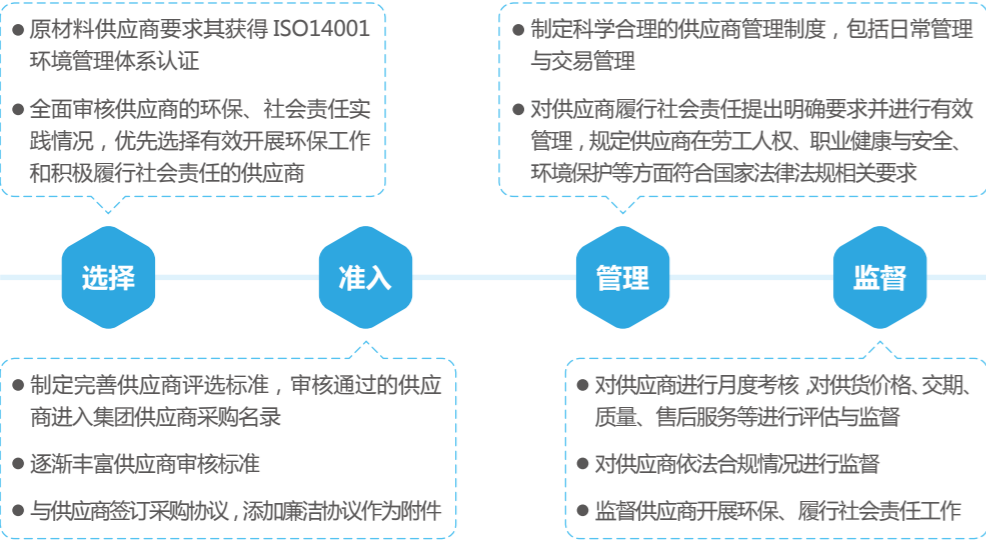 ● 原材料供应商要求其获得 ISO14001
环境管理体系认证
● 全面审核供应商的环保、社会责任实
践情况，优先选择有效开展环保工作
和积极履行社会责任的供应商
● 制定科学合理的供应商管理制度，包括日常管理
与交易管理
● 对供应商履行社会责任提出明确要求并进行有效
管理，规定供应商在劳工人权、职业健康与安全、
环境保护等方面符合国家法律法规相关要求
选择
准入
管理
监督
● 制定完善供应商评选标准，审核通过的供应
商进入集团供应商采购名录
● 逐渐丰富供应商审核标准
● 与供应商签订采购协议，添加廉洁协议作为附件
● 对供应商进行月度考核，对供货价格、交期、
质量、售后服务等进行评估与监督
● 对供应商依法合规情况进行监督
● 监督供应商开展环保、履行社会责任工作